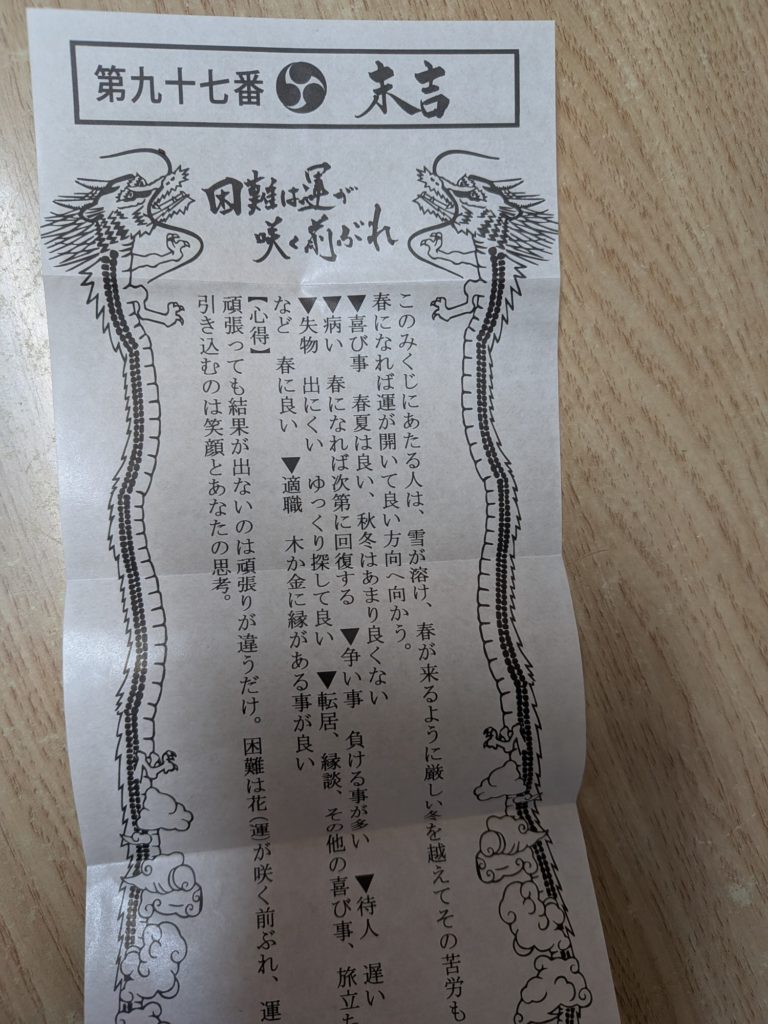 第九十七番 末吉
困難は運が
咲く前ぶれ
このみくじにあたる人は、雪が溶け、春が来るように厳しい冬を越えてその苦労も
春になれば運が開いて良い方向へ向かう。
▼喜び事 春夏は良い、秋冬はあまり良くない
▼病い 春になれば次第に回復する ▼争い事 負ける事が多い ▼待人 遅い
▼失物 出にくい ゆっくり探して良い ▼転居、縁談、その他の喜び事、旅立ち
など 春に良い ▼適職 木か金に縁がある事が良い
【心得】
頑張っても結果が出ないのは頑張りが違うだけ。困難は花(運)が咲く前ぶれ、運
引き込むのは笑顔とあなたの思考。